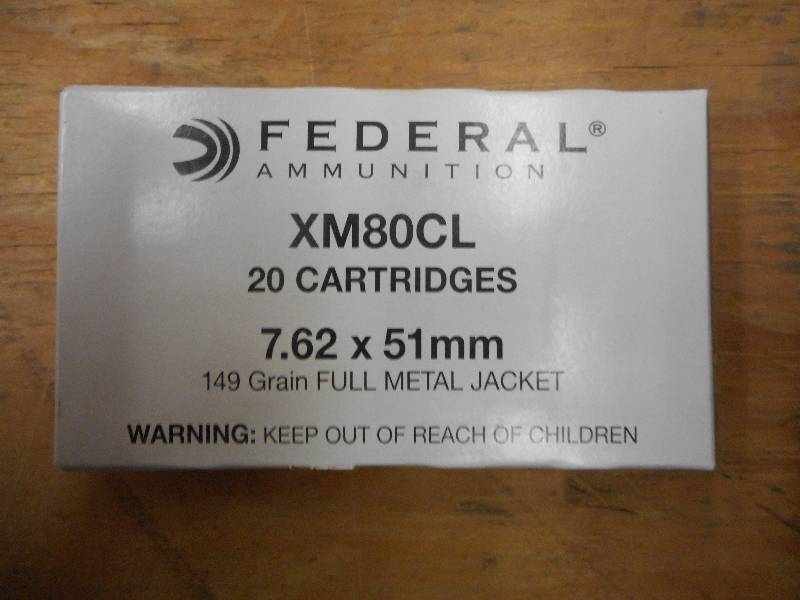 FEDERAL®
AMMUNITION
XM80CL
20 CARTRIDGES
7.62 x 51mm
149 Grain FULL METAL JACKET
WARNING: KEEP OUT OF REACH OF CHILDREN